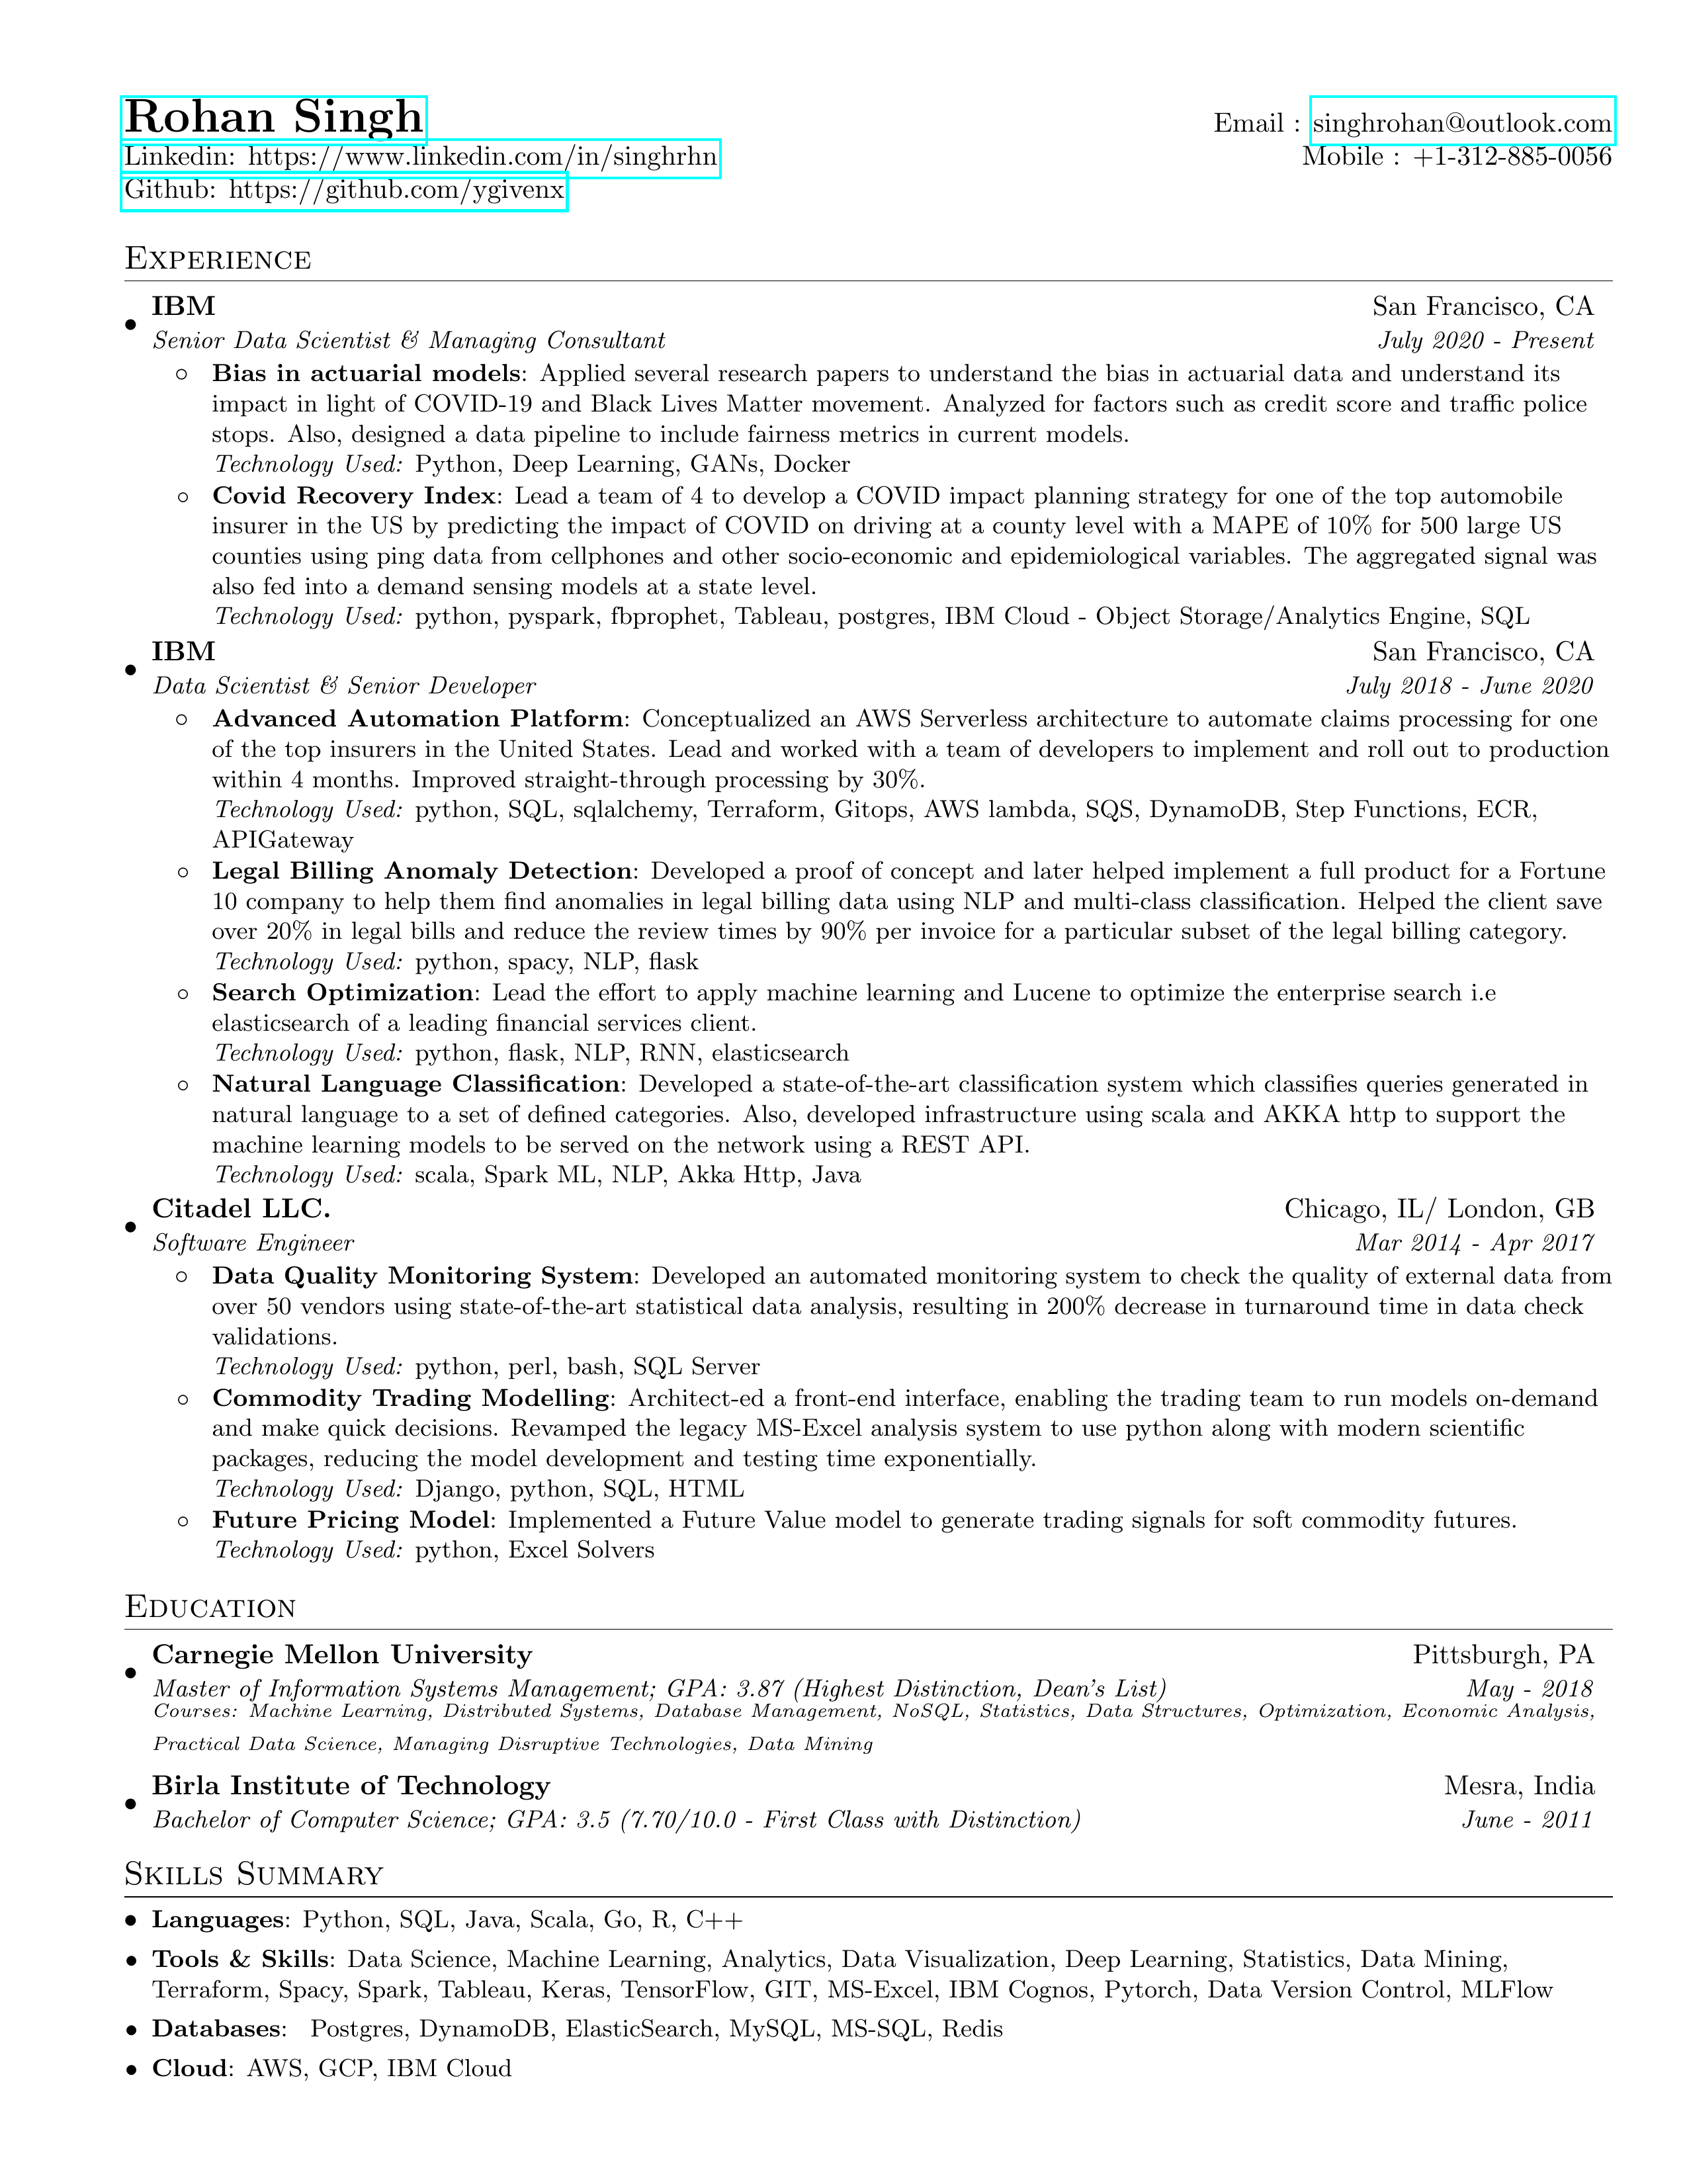 Rohan Singh
Email : singhrohan@outlook.com
Linkedin: https://www.linkedin.com/in/singhrhn
Mobile : +1-312-885-0056
Github: https://github.com/ygivenx
Experience
• IBM San Francisco, CA
Senior Data Scientist & Managing Consultant July 2020 - Present
◦ Bias in actuarial models: Applied several research papers to understand the bias in actuarial data and understand its
impact in light of COVID-19 and Black Lives Matter movement. Analyzed for factors such as credit score and traffic police
stops. Also, designed a data pipeline to include fairness metrics in current models.
Technology Used: Python, Deep Learning, GANs, Docker
◦ Covid Recovery Index: Lead a team of 4 to develop a COVID impact planning strategy for one of the top automobile
insurer in the US by predicting the impact of COVID on driving at a county level with a MAPE of 10% for 500 large US
counties using ping data from cellphones and other socio-economic and epidemiological variables. The aggregated signal was
also fed into a demand sensing models at a state level.
Technology Used: python, pyspark, fbprophet, Tableau, postgres, IBM Cloud - Object Storage/Analytics Engine, SQL
• IBM San Francisco, CA
Data Scientist & Senior Developer July 2018 - June 2020
◦ Advanced Automation Platform: Conceptualized an AWS Serverless architecture to automate claims processing for one
of the top insurers in the United States. Lead and worked with a team of developers to implement and roll out to production
within 4 months. Improved straight-through processing by 30%.
Technology Used: python, SQL, sqlalchemy, Terraform, Gitops, AWS lambda, SQS, DynamoDB, Step Functions, ECR,
APIGateway
◦ Legal Billing Anomaly Detection: Developed a proof of concept and later helped implement a full product for a Fortune
10 company to help them find anomalies in legal billing data using NLP and multi-class classification. Helped the client save
over 20% in legal bills and reduce the review times by 90% per invoice for a particular subset of the legal billing category.
Technology Used: python, spacy, NLP, flask
◦ Search Optimization: Lead the effort to apply machine learning and Lucene to optimize the enterprise search i.e
elasticsearch of a leading financial services client.
Technology Used: python, flask, NLP, RNN, elasticsearch
◦ Natural Language Classification: Developed a state-of-the-art classification system which classifies queries generated in
natural language to a set of defined categories. Also, developed infrastructure using scala and AKKA http to support the
machine learning models to be served on the network using a REST API.
Technology Used: scala, Spark ML, NLP, Akka Http, Java
• Citadel LLC. Chicago, IL/ London, GB
Software Engineer Mar 2014 - Apr 2017
◦ Data Quality Monitoring System: Developed an automated monitoring system to check the quality of external data from
over 50 vendors using state-of-the-art statistical data analysis, resulting in 200% decrease in turnaround time in data check
validations.
Technology Used: python, perl, bash, SQL Server
◦ Commodity Trading Modelling: Architect-ed a front-end interface, enabling the trading team to run models on-demand
and make quick decisions. Revamped the legacy MS-Excel analysis system to use python along with modern scientific
packages, reducing the model development and testing time exponentially.
Technology Used: Django, python, SQL, HTML
◦ Future Pricing Model: Implemented a Future Value model to generate trading signals for soft commodity futures.
Technology Used: python, Excel Solvers
Education
• Carnegie Mellon University Pittsburgh, PA
Master of Information Systems Management; GPA: 3.87 (Highest Distinction, Dean's List) May - 2018
Courses: Machine Learning, Distributed Systems, Database Management, NoSQL, Statistics, Data Structures, Optimization, Economic Analysis,
Practical Data Science, Managing Disruptive Technologies, Data Mining
• Birla Institute of Technology Mesra, India
Bachelor of Computer Science; GPA: 3.5 (7.70/10.0 - First Class with Distinction) June - 2011
Skills Summary
• Languages: Python, SQL, Java, Scala, Go, R, C++
• Tools & Skills: Data Science, Machine Learning, Analytics, Data Visualization, Deep Learning, Statistics, Data Mining,
Terraform, Spacy, Spark, Tableau, Keras, TensorFlow, GIT, MS-Excel, IBM Cognos, Pytorch, Data Version Control, MLFlow
• Databases: Postgres, DynamoDB, ElasticSearch, MySQL, MS-SQL, Redis
• Cloud: AWS, GCP, IBM Cloud